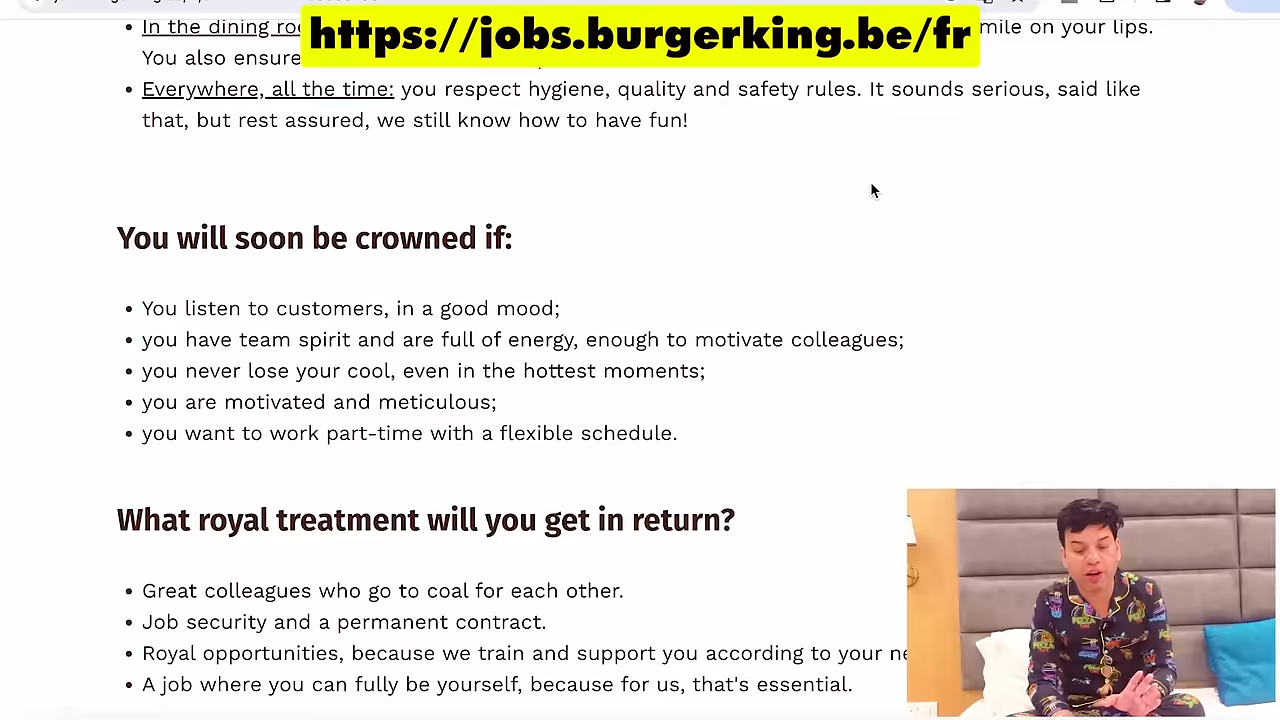 https://jobs.burgerking.be/fr
In the dining mile on your lips.
You also ensure
Everywhere, all the time: you respect hygiene, quality and safety rules. It sounds serious, said like
that, but rest assured, we still know how to have fun!
You will soon be crowned if:
You listen to customers, in a good mood;
you have team spirit and are full of energy, enough to motivate colleagues;
you never lose your cool, even in the hottest moments;
you are motivated and meticulous;
you want to work part-time with a flexible schedule.
What royal treatment will you get in return?
Great colleagues who go to coal for each other.
Job security and a permanent contract.
Royal opportunities, because we train and support you according to your
A job where you can fully be yourself, because for us, that's essential.
PIZZA
PIZZA